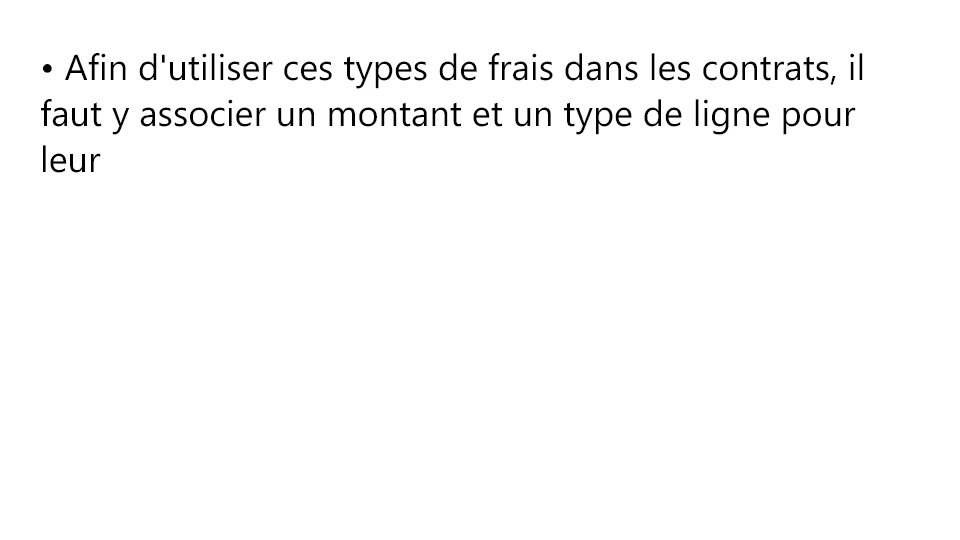 • Afin d'utiliser ces types de frais dans les contrats, il
faut y associer un montant et un type de ligne pour
leur